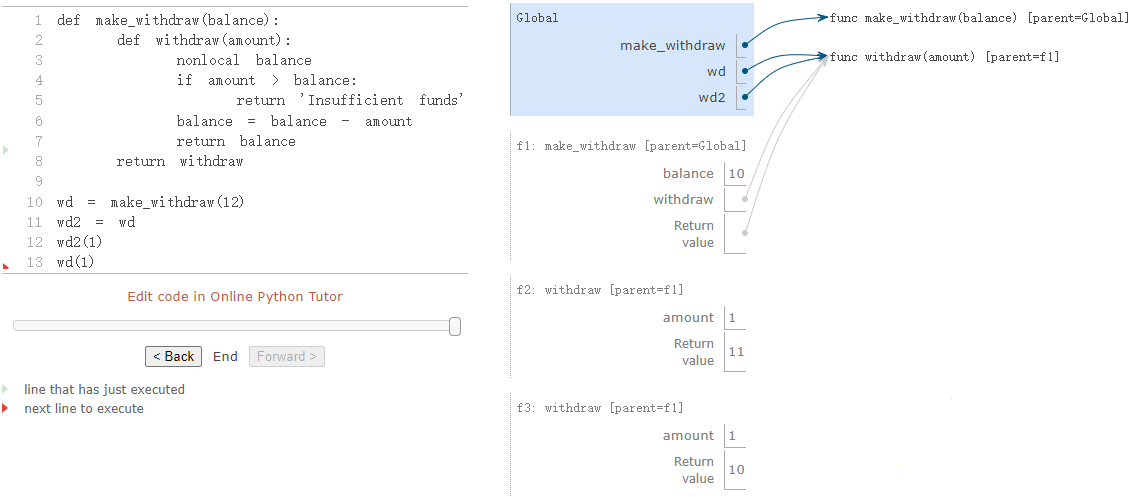 1 def make_withdraw(balance):
2 def withdraw(amount):
3 nonlocal balance
4 if amount > balance:
5 return 'Insufficient funds'
6 balance = balance - amount
7 return balance
8 return withdraw
9
10 wd = make_withdraw(12)
11 wd2 = wd
12 wd2(1)
13 wd(1)
Edit code in Online Python Tutor
< Back End Forward >
line that has just executed
next line to execute
Global
make_withdraw
wd
wd2
func make_withdraw(balance) [parent=Global]
func withdraw(amount) [parent=f1]
f1: make_withdraw [parent=Global]
balance 10
withdraw
Return
value
f2: withdraw [parent=f1]
amount 1
Return
value 11
f3: withdraw [parent=f1]
amount 1
Return
value 10